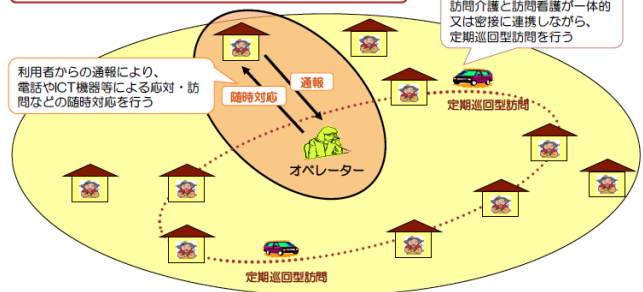 訪問介護と訪問看護が一体的
又は密接に連携しながら、
定期巡回型訪問を行う
利用者からの通報により、
電話やICT機器等による応対・訪
問などの随時対応を行う
通報
随時対応
定期巡回型訪問
オペレーター
定期巡回型訪問